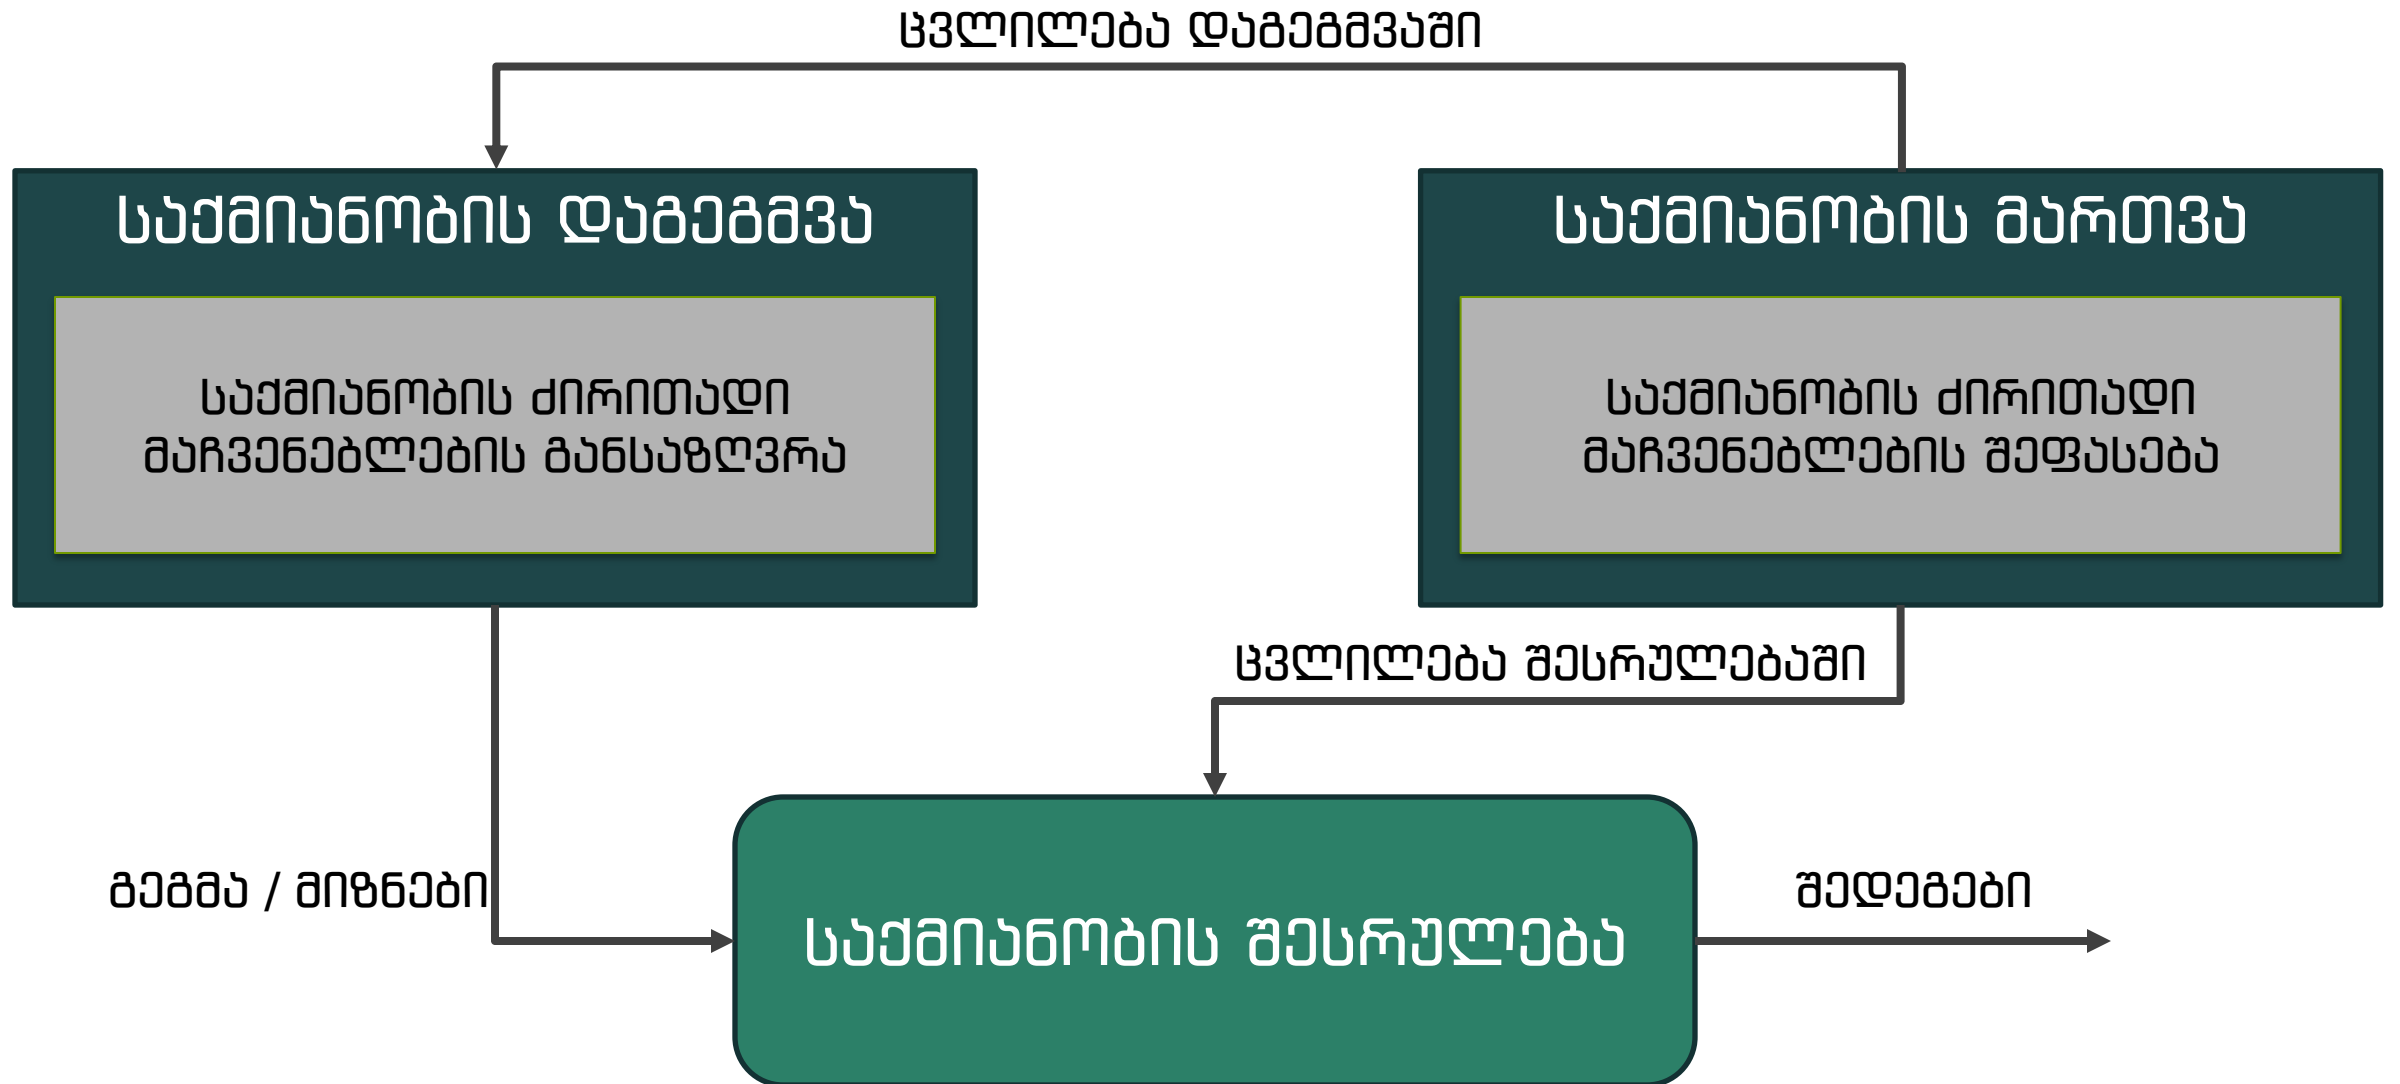 ცვლილება დაგეგმვაში
საქმიანობის დაგეგმვა
საქმიანობის ძირითადი
მაჩვენებლების განსაზღვრა
საქმიანობის მართვა
საქმიანობის ძირითადი
მაჩვენებლების შეფასება
ცვლილება შესრულებაში
გეგმა / მიზნები
საქმიანობის შესრულება
შედეგები